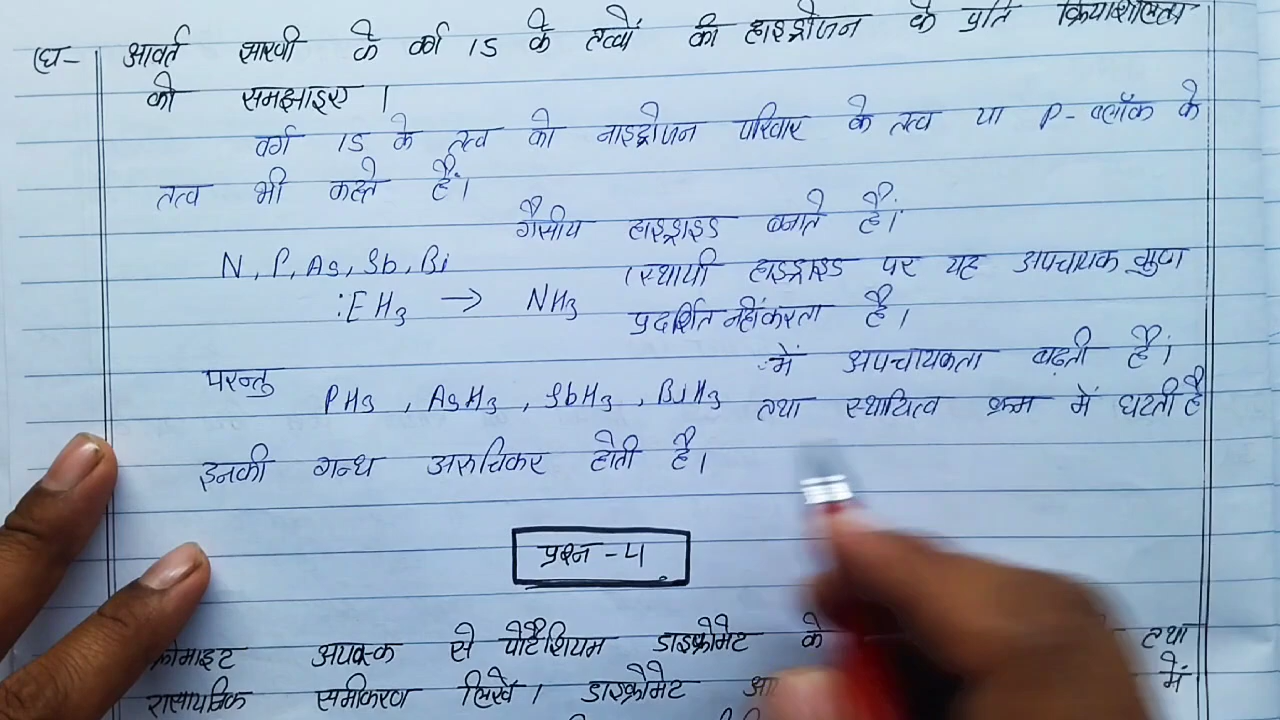 घ- आवर्त सारणी के वर्ग 15 के तत्वों की हाइड्रोजन के प्रति क्रियाशीलता
को समझाइए।
वर्ग 15 के तत्व को नाइट्रोजन परिवार के तत्व या P-ब्लॉक के
तत्व भी कहते हैं।
गैसीय हाइड्राइड बनाते हैं।
N, P, As, Sb, Bi
(स्थायी हाइड्राइड पर यह अपचायक गुण
:EH3 → NH3 प्रदर्शित नहीं करता है।
में अपचायकता बढ़ती है।
परन्तु PH3, AsH3, SbH3, BiH3 तथा स्थायित्व क्रम में घटती है
इनकी गन्ध अरुचिकर होती है।
प्रश्न-4
क्रोमाइट अयस्क से पोटैशियम डाइक्रोमेट के तथा
रासायनिक समीकरण लिखें। डाइक्रोमेट में